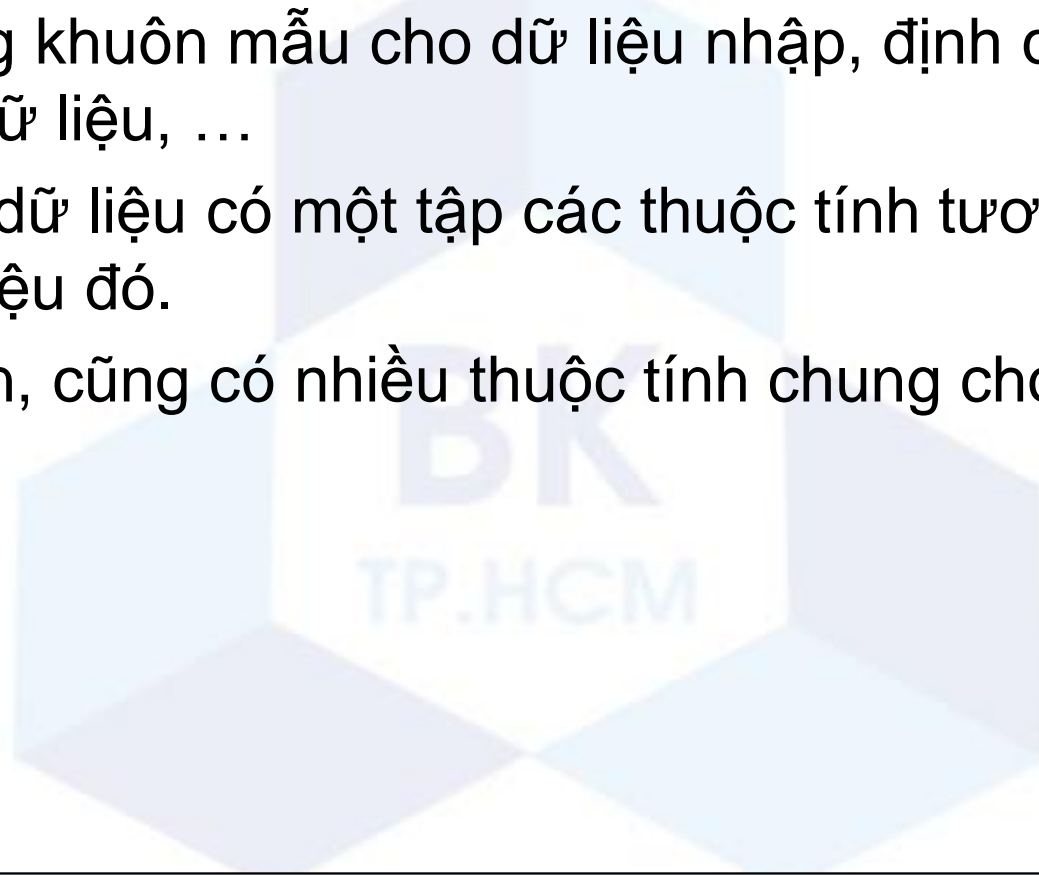 g khuôn mẫu cho dữ liệu nhập, định
ữ liệu, …
dữ liệu có một tập các thuộc tính tươ
ệu đó.
n, cũng có nhiều thuộc tính chung cho
BK
TP.HCM